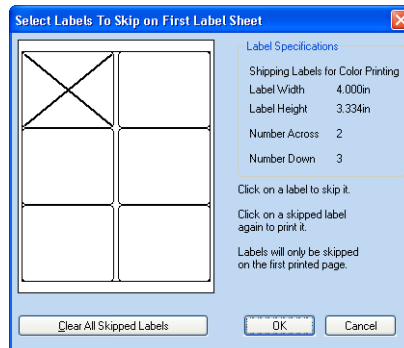 Select Labels To Skip on First Label Sheet
Label Specifications
Shipping Labels for Color Printing
Label Width 4.000in
Label Height 3.334in
Number Across 2
Number Down 3
Click on a label to skip it.
Click on a skipped label
again to print it.
Labels will only be skipped
on the first printed page.
Clear All Skipped Labels
OK
Cancel